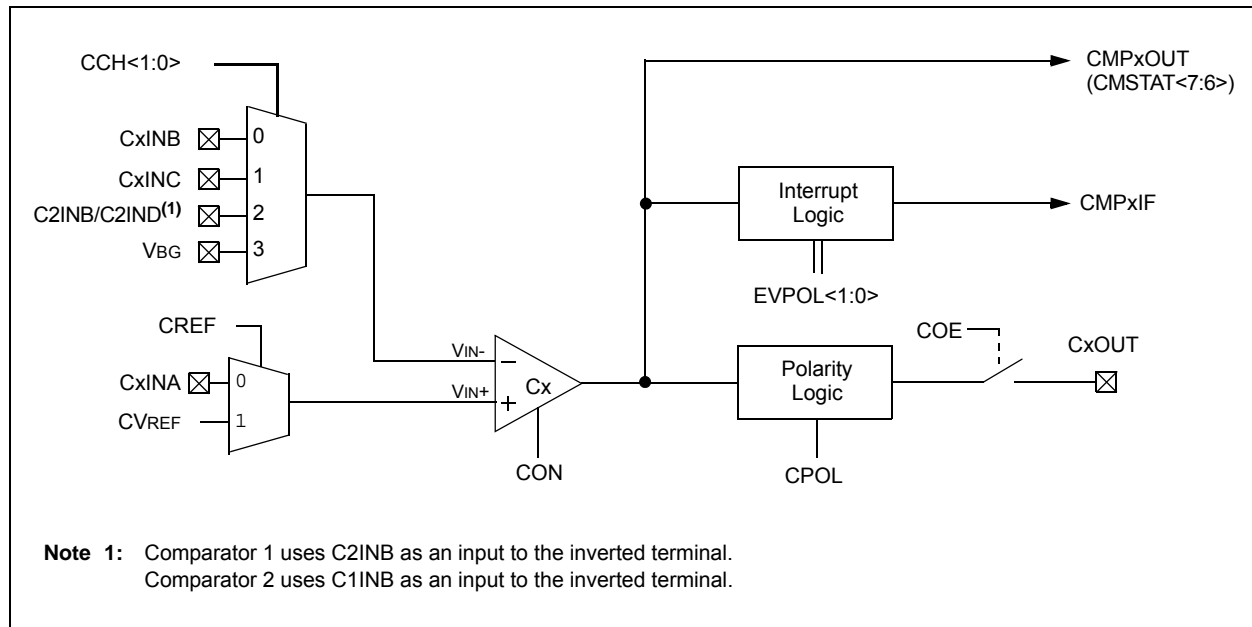 CCH<1:0>
CxINB
0
CxINC
1
C2INB/C2IND(1)
2
VBG
3
CMPxOUT
(CMSTAT<7:6>)
Interrupt
Logic
CMPxIF
EVPOL<1:0>
CREF
CxINA
0
CVREF
1
VIN-
VIN+
−
+
Cx
CON
Polarity
Logic
CPOL
COE
CxOUT
Note 1: Comparator 1 uses C2INB as an input to the inverted terminal.
Comparator 2 uses C1INB as an input to the inverted terminal.